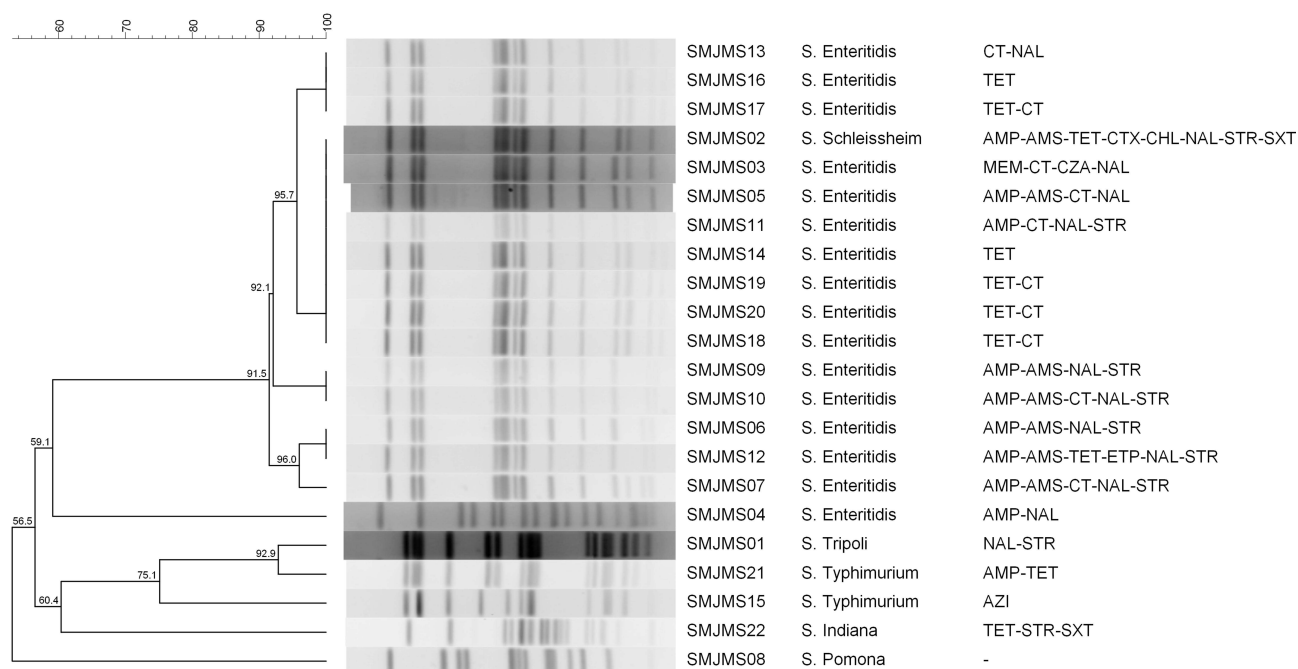 60 70 80 90 100
SMJMS13 S. Enteritidis CT-NAL
SMJMS16 S. Enteritidis TET
SMJMS17 S. Enteritidis TET-CT
SMJMS02 S. Schleissheim AMP-AMS-TET-CTX-CHL-NAL-STR-SXT
SMJMS03 S. Enteritidis MEM-CT-CZA-NAL
95.7 SMJMS05 S. Enteritidis AMP-AMS-CT-NAL
SMJMS11 S. Enteritidis AMP-CT-NAL-STR
SMJMS14 S. Enteritidis TET
92.1 SMJMS19 S. Enteritidis TET-CT
SMJMS20 S. Enteritidis TET-CT
SMJMS18 S. Enteritidis TET-CT
91.5 SMJMS09 S. Enteritidis AMP-AMS-NAL-STR
SMJMS10 S. Enteritidis AMP-AMS-CT-NAL-STR
SMJMS06 S. Enteritidis AMP-AMS-NAL-STR
59.1 96.0 SMJMS12 S. Enteritidis AMP-AMS-TET-ETP-NAL-STR
SMJMS07 S. Enteritidis AMP-AMS-CT-NAL-STR
56.5 SMJMS04 S. Enteritidis AMP-NAL
92.9 SMJMS01 S. Tripoli NAL-STR
75.1 SMJMS21 S. Typhimurium AMP-TET
60.4 SMJMS15 S. Typhimurium AZI
SMJMS22 S. Indiana TET-STR-SXT
SMJMS08 S. Pomona -